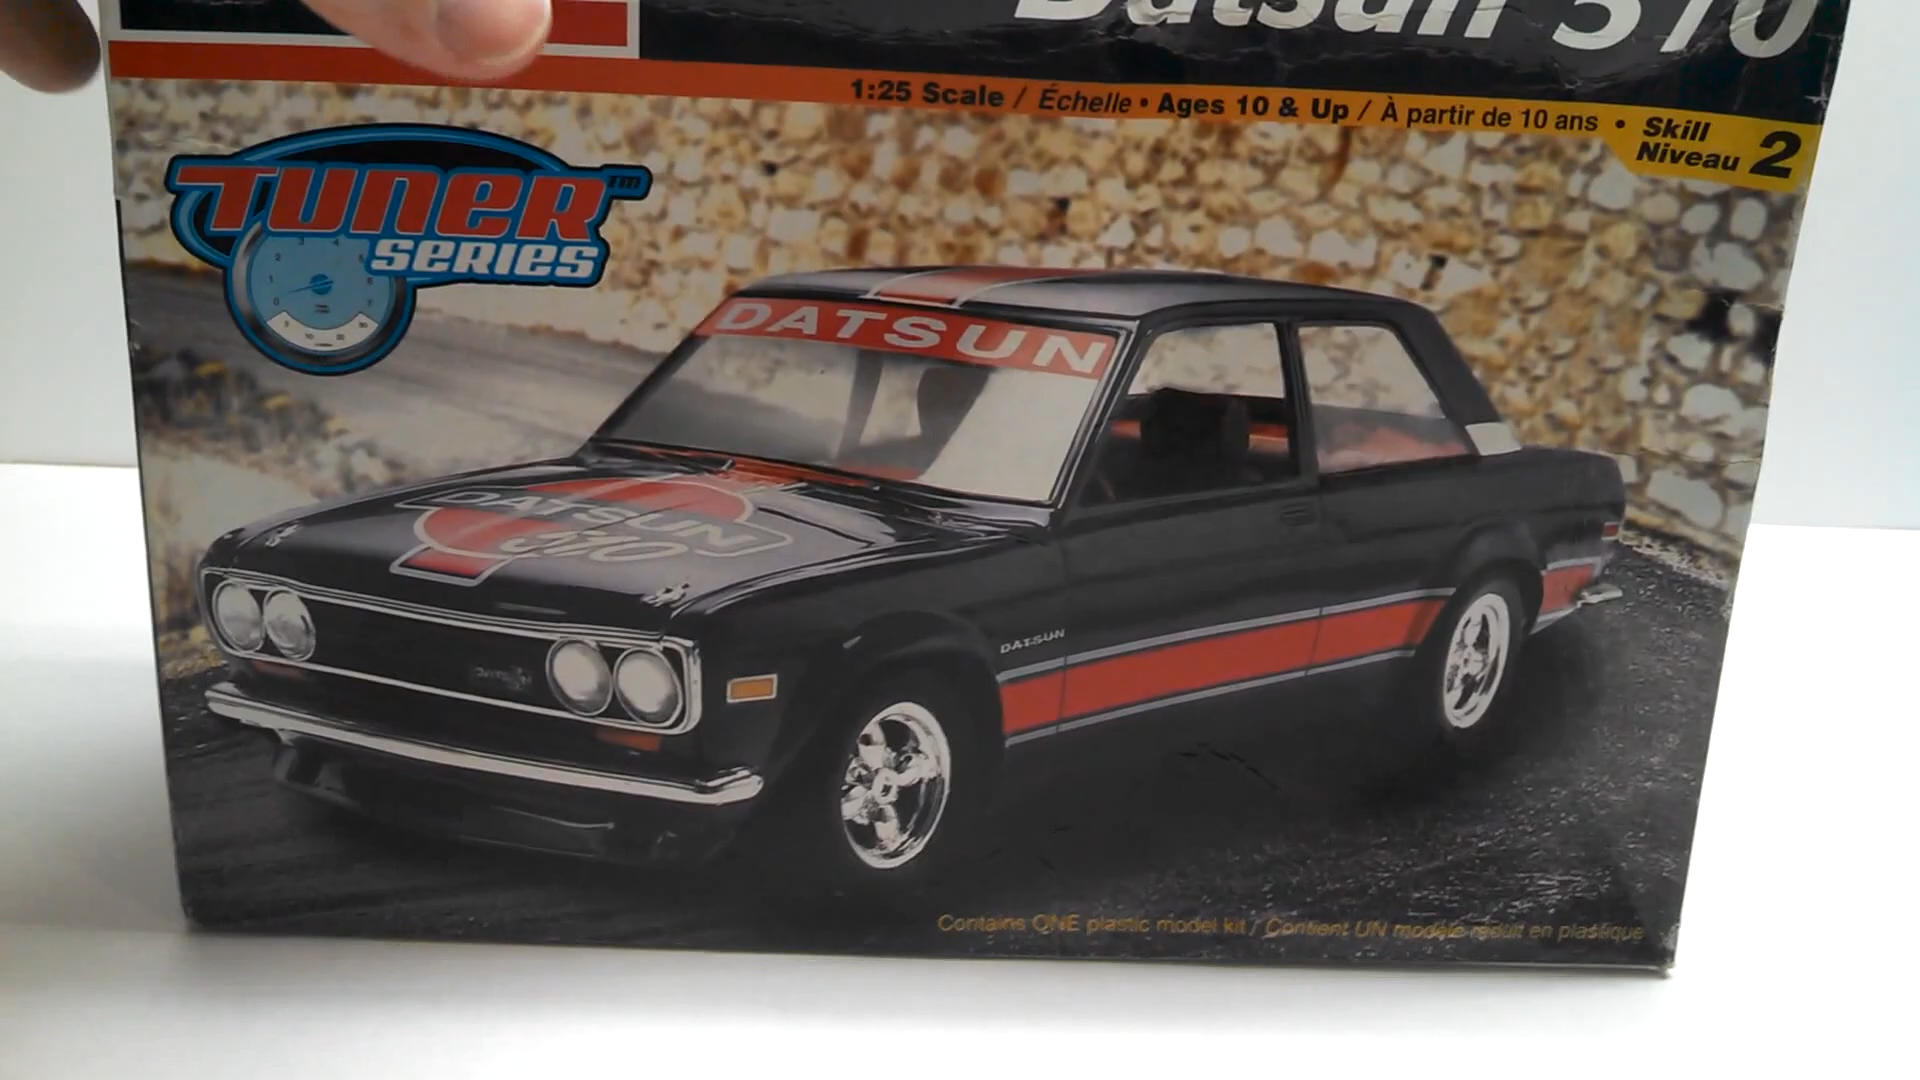 Datsun 510
1:25 Scale / Échelle • Ages 10 & Up / À partir de 10 ans • Skill
Niveau 2
TUNER TM
SERIES
DATSUN
DATSUN
510
DATSUN
Contains ONE plastic model kit / Contient UN modèle réduit en plastique